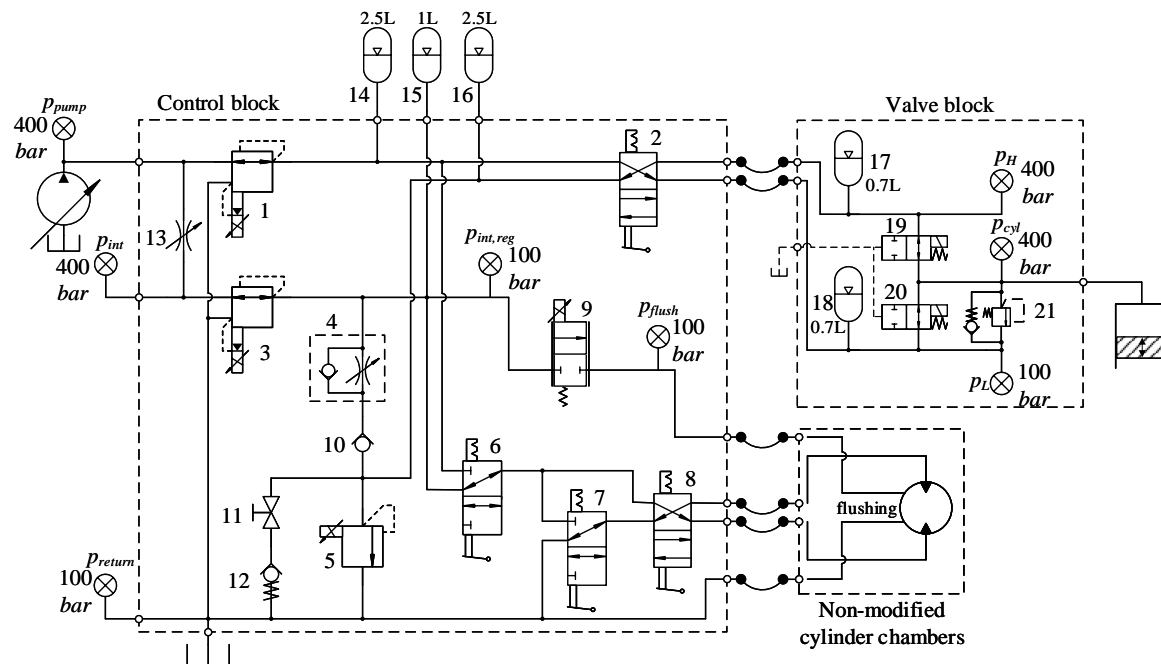 2.5L 1L 2.5L
14 15 16
Control block
Valve block
p_pump
400
bar
1
2
13
p_int
400
bar
3
p_int,reg
100
bar
4
9
p_flush
100
bar
10
6
7
8
11
5
12
p_return
100
bar
17
0.7L
p_H
400
bar
19
p_cyl
400
bar
18
0.7L
20
21
p_L
100
bar
flushing
Non-modified
cylinder chambers